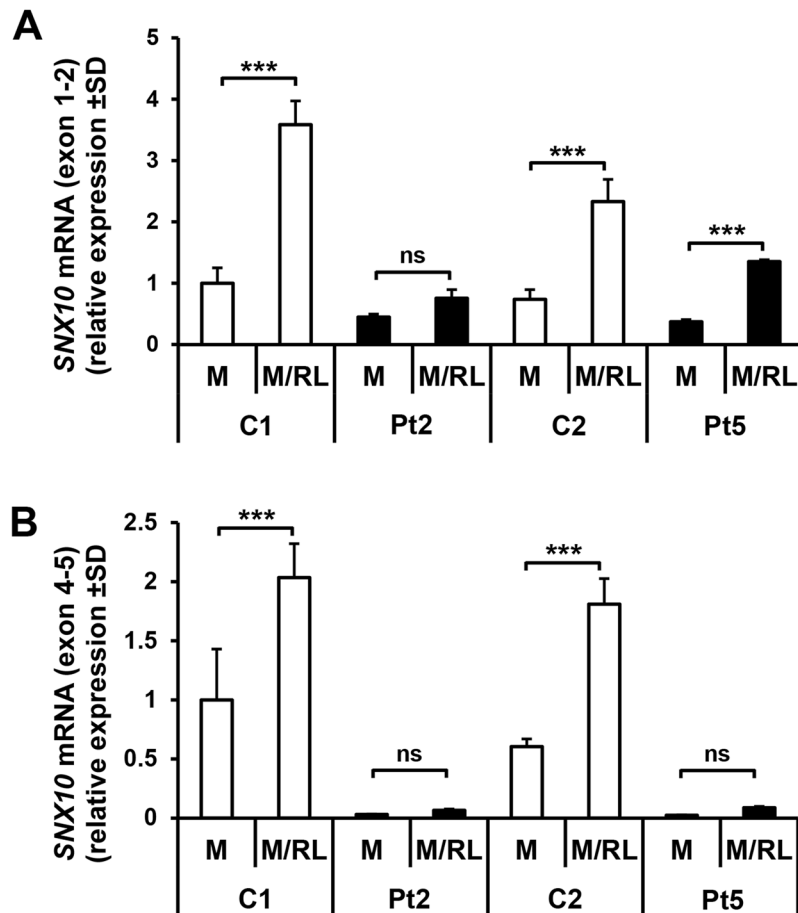 A
SNX10 mRNA (exon 1-2)
(relative expression ±SD
5
4
3
2
1
0
***
ns
***
***
M M/RL M M/RL M M/RL M M/RL
C1 Pt2 C2 Pt5
B
SNX10 mRNA (exon 4-5)
(relative expression ±SD
2.5
2
1.5
1
0.5
0
***
ns
***
ns
M M/RL M M/RL M M/RL M M/RL
C1 Pt2 C2 Pt5